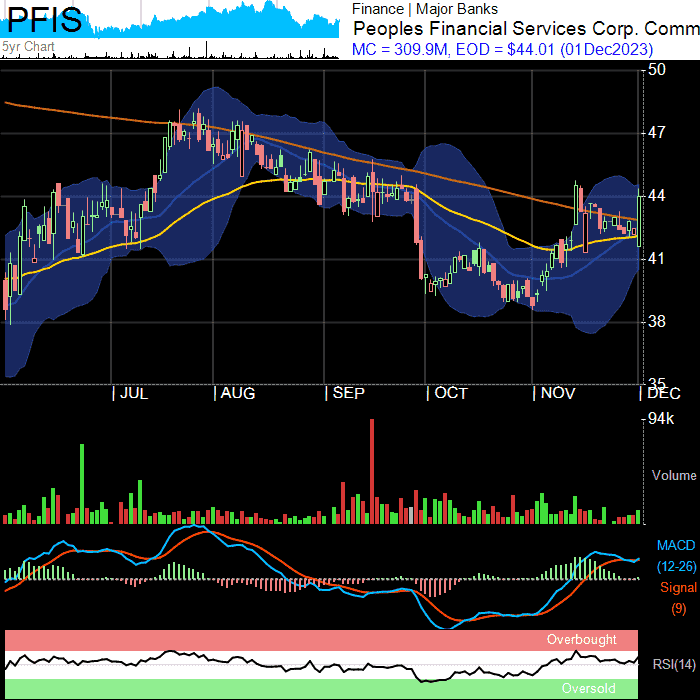 PFIS
5yr Chart
Finance | Major Banks
Peoples Financial Services Corp. Comm
MC = 309.9M, EOD = $44.01 (01Dec2023)
50
47
44
41
38
35
JUL AUG SEP OCT NOV DEC
94k
Volume
MACD
(12-26)
Signal
(9)
Overbought
RSI(14)
Oversold